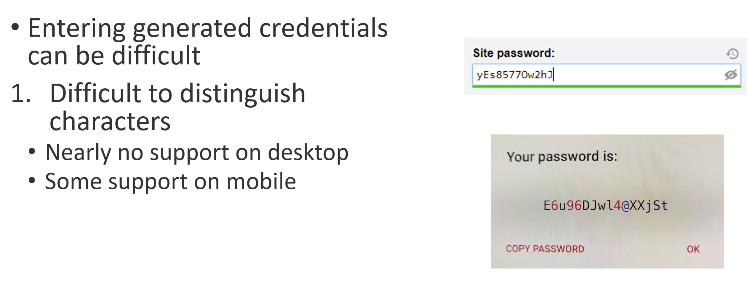 • Entering generated credentials
can be difficult
1. Difficult to distinguish
characters
• Nearly no support on desktop
• Some support on mobile
Site password:
yEs8577Ow2hJ
Your password is:
E6u96DJwl4@XXjSt
COPY PASSWORD OK